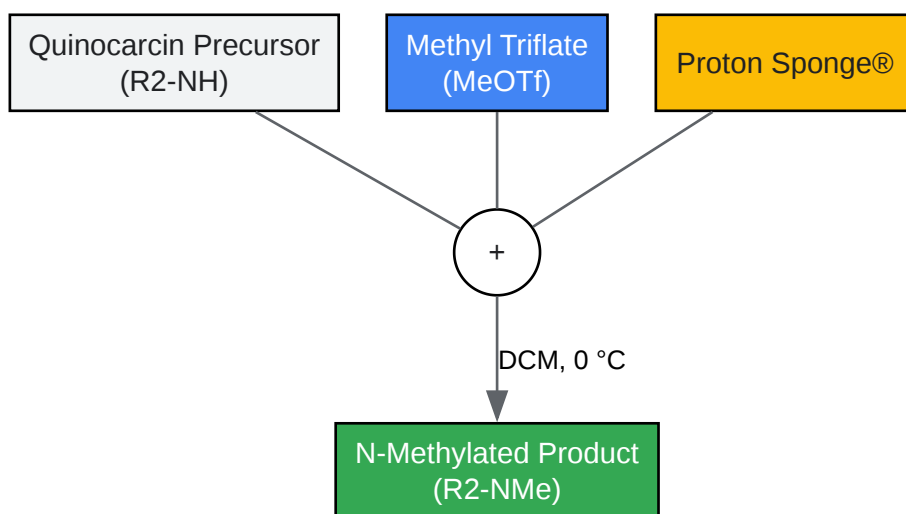 Quinocarcin Precursor
(R2-NH)
Methyl Triflate
(MeOTf)
Proton Sponge®
+
DCM, 0 °C
N-Methylated Product
(R2-NMe)